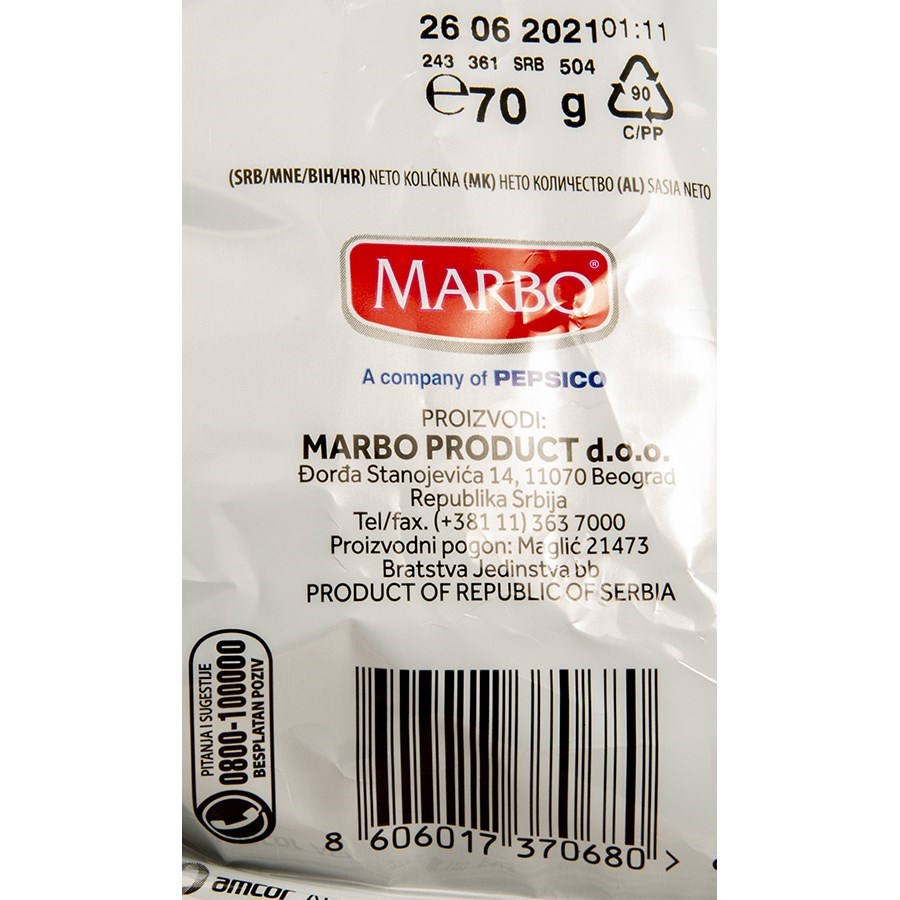 26 06 2021 01:11
243 361 SRB 504
℮70 g
90
C/PP
(SRB/MNE/BIH/HR) NETO KOLIČINA (MK) НЕТО КОЛИЧЕСТВО (AL) SASIA NETO
MARBO®
A company of PEPSICO
PROIZVODI:
MARBO PRODUCT d.o.o.
Đorđa Stanojevića 14, 11070 Beograd
Republika Srbija
Tel/fax. (+381 11) 363 7000
Proizvodni pogon: Maglić 21473
Bratstva Jedinstva bb
PRODUCT OF REPUBLIC OF SERBIA
PITANJA I SUGESTIJE
0800-100000
BESPLATAN POZIV
8 606017 370680 >
amcor